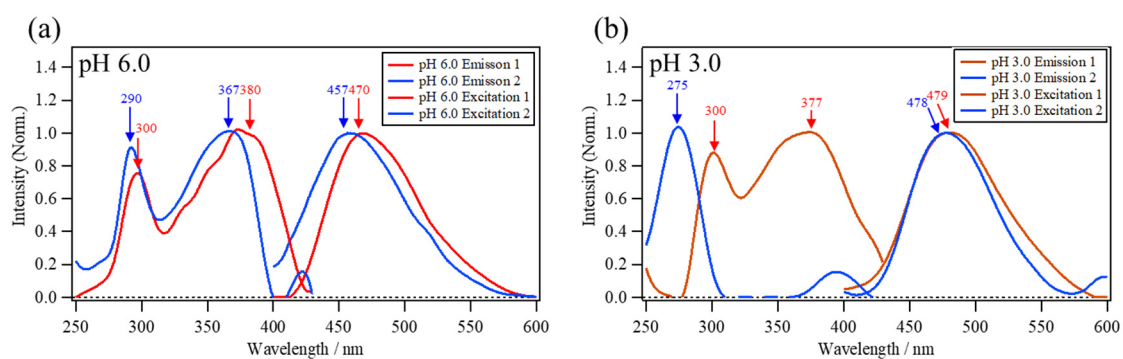 (a)
pH 6.0
pH 6.0 Emisson 1
pH 6.0 Emission 2
pH 6.0 Excitation 1
pH 6.0 Excitation 2
290
300
367
380
457
470
Intensity (Norm.)
1.4
1.2
1.0
0.8
0.6
0.4
0.2
0.0
250
300
350
400
450
500
550
600
Wavelength / nm
(b)
pH 3.0
pH 3.0 Emission 1
pH 3.0 Emission 2
pH 3.0 Excitation 1
pH 3.0 Excitation 2
275
300
377
478
479
Intensity (Norm.)
1.4
1.2
1.0
0.8
0.6
0.4
0.2
0.0
250
300
350
400
450
500
550
600
Wavelength / nm